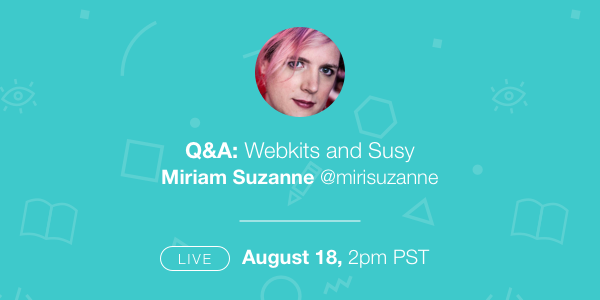 Q&A: Webkits and Susy
Miriam Suzanne @mirisuzanne
LIVE August 18, 2pm PST